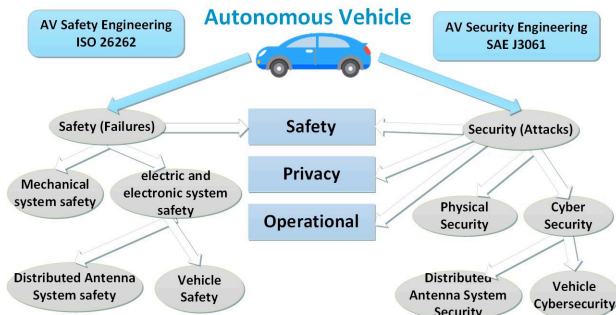 Autonomous Vehicle
AV Safety Engineering
ISO 26262
AV Security Engineering
SAE J3061
Safety (Failures)
Safety
Security (Attacks)
Mechanical
system safety
electric and
electronic system
safety
Privacy
Operational
Physical
Security
Cyber
Security
Distributed Antenna
System safety
Vehicle
Safety
Distributed
Antenna System
Security
Vehicle
Cybersecurity